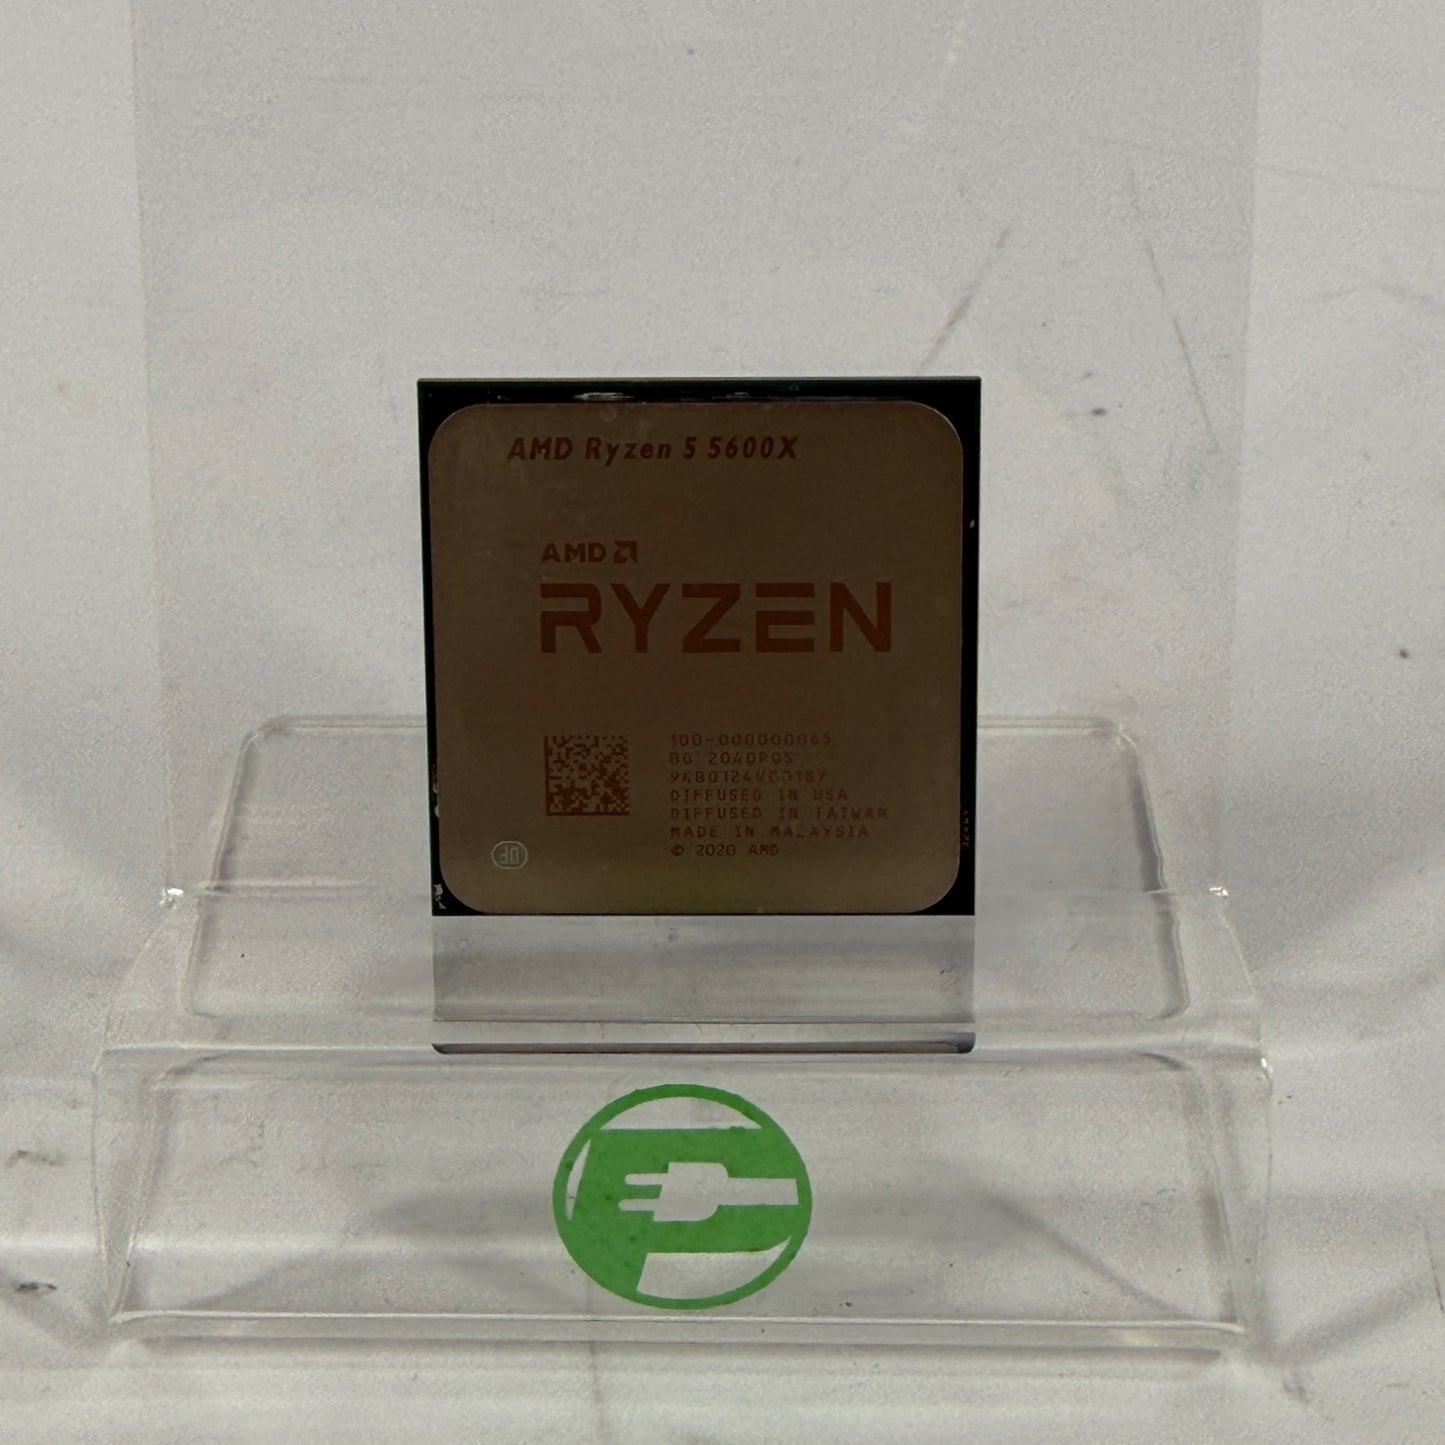 AMD Ryzen 5 5600X
AMD
RYZEN
100-000000065
BG 2040PGS
9KB0124V00187
DIFFUSED IN USA
DIFFUSED IN TAIWAN
MADE IN MALAYSIA
© 2020 AMD
DF